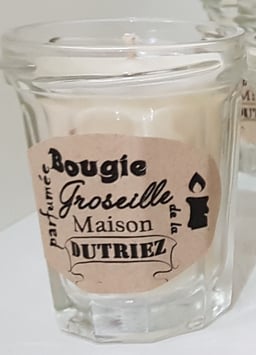 Bougie
parfumée
Groseille
de la
Maison
DUTRIEZ